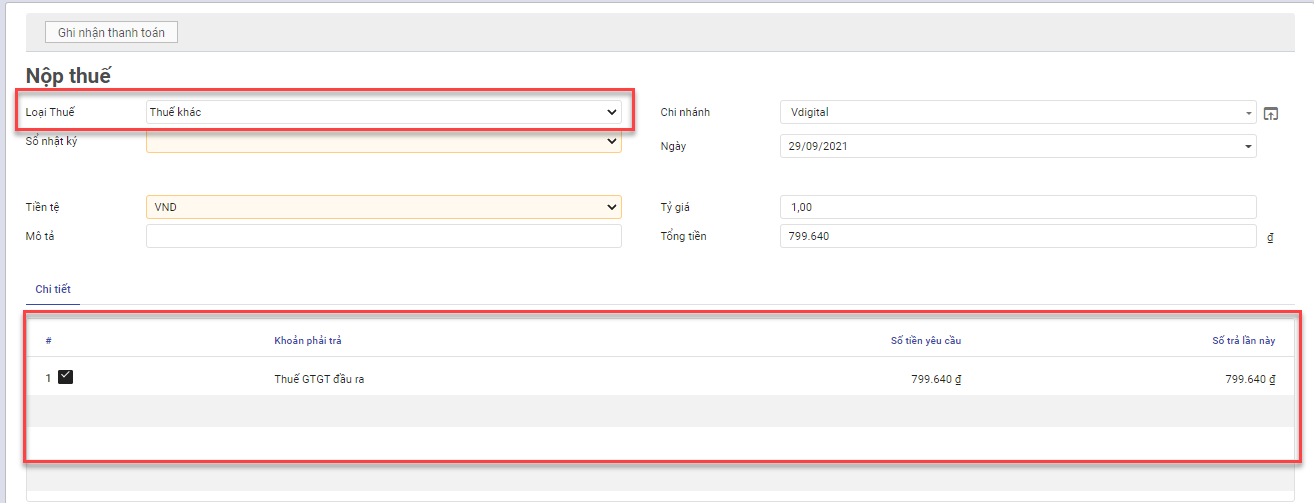 Ghi nhận thanh toán
Nộp thuế
Loại Thuế Thuế khác Chi nhánh Vdigital
Sổ nhật ký Ngày 29/09/2021
Tiền tệ VND Tỷ giá 1,00
Mô tả Tổng tiền 799.640 ₫
Chi tiết
# Khoản phải trả Số tiền yêu cầu Số trả lần này
1 Thuế GTGT đầu ra 799.640 ₫ 799.640 ₫